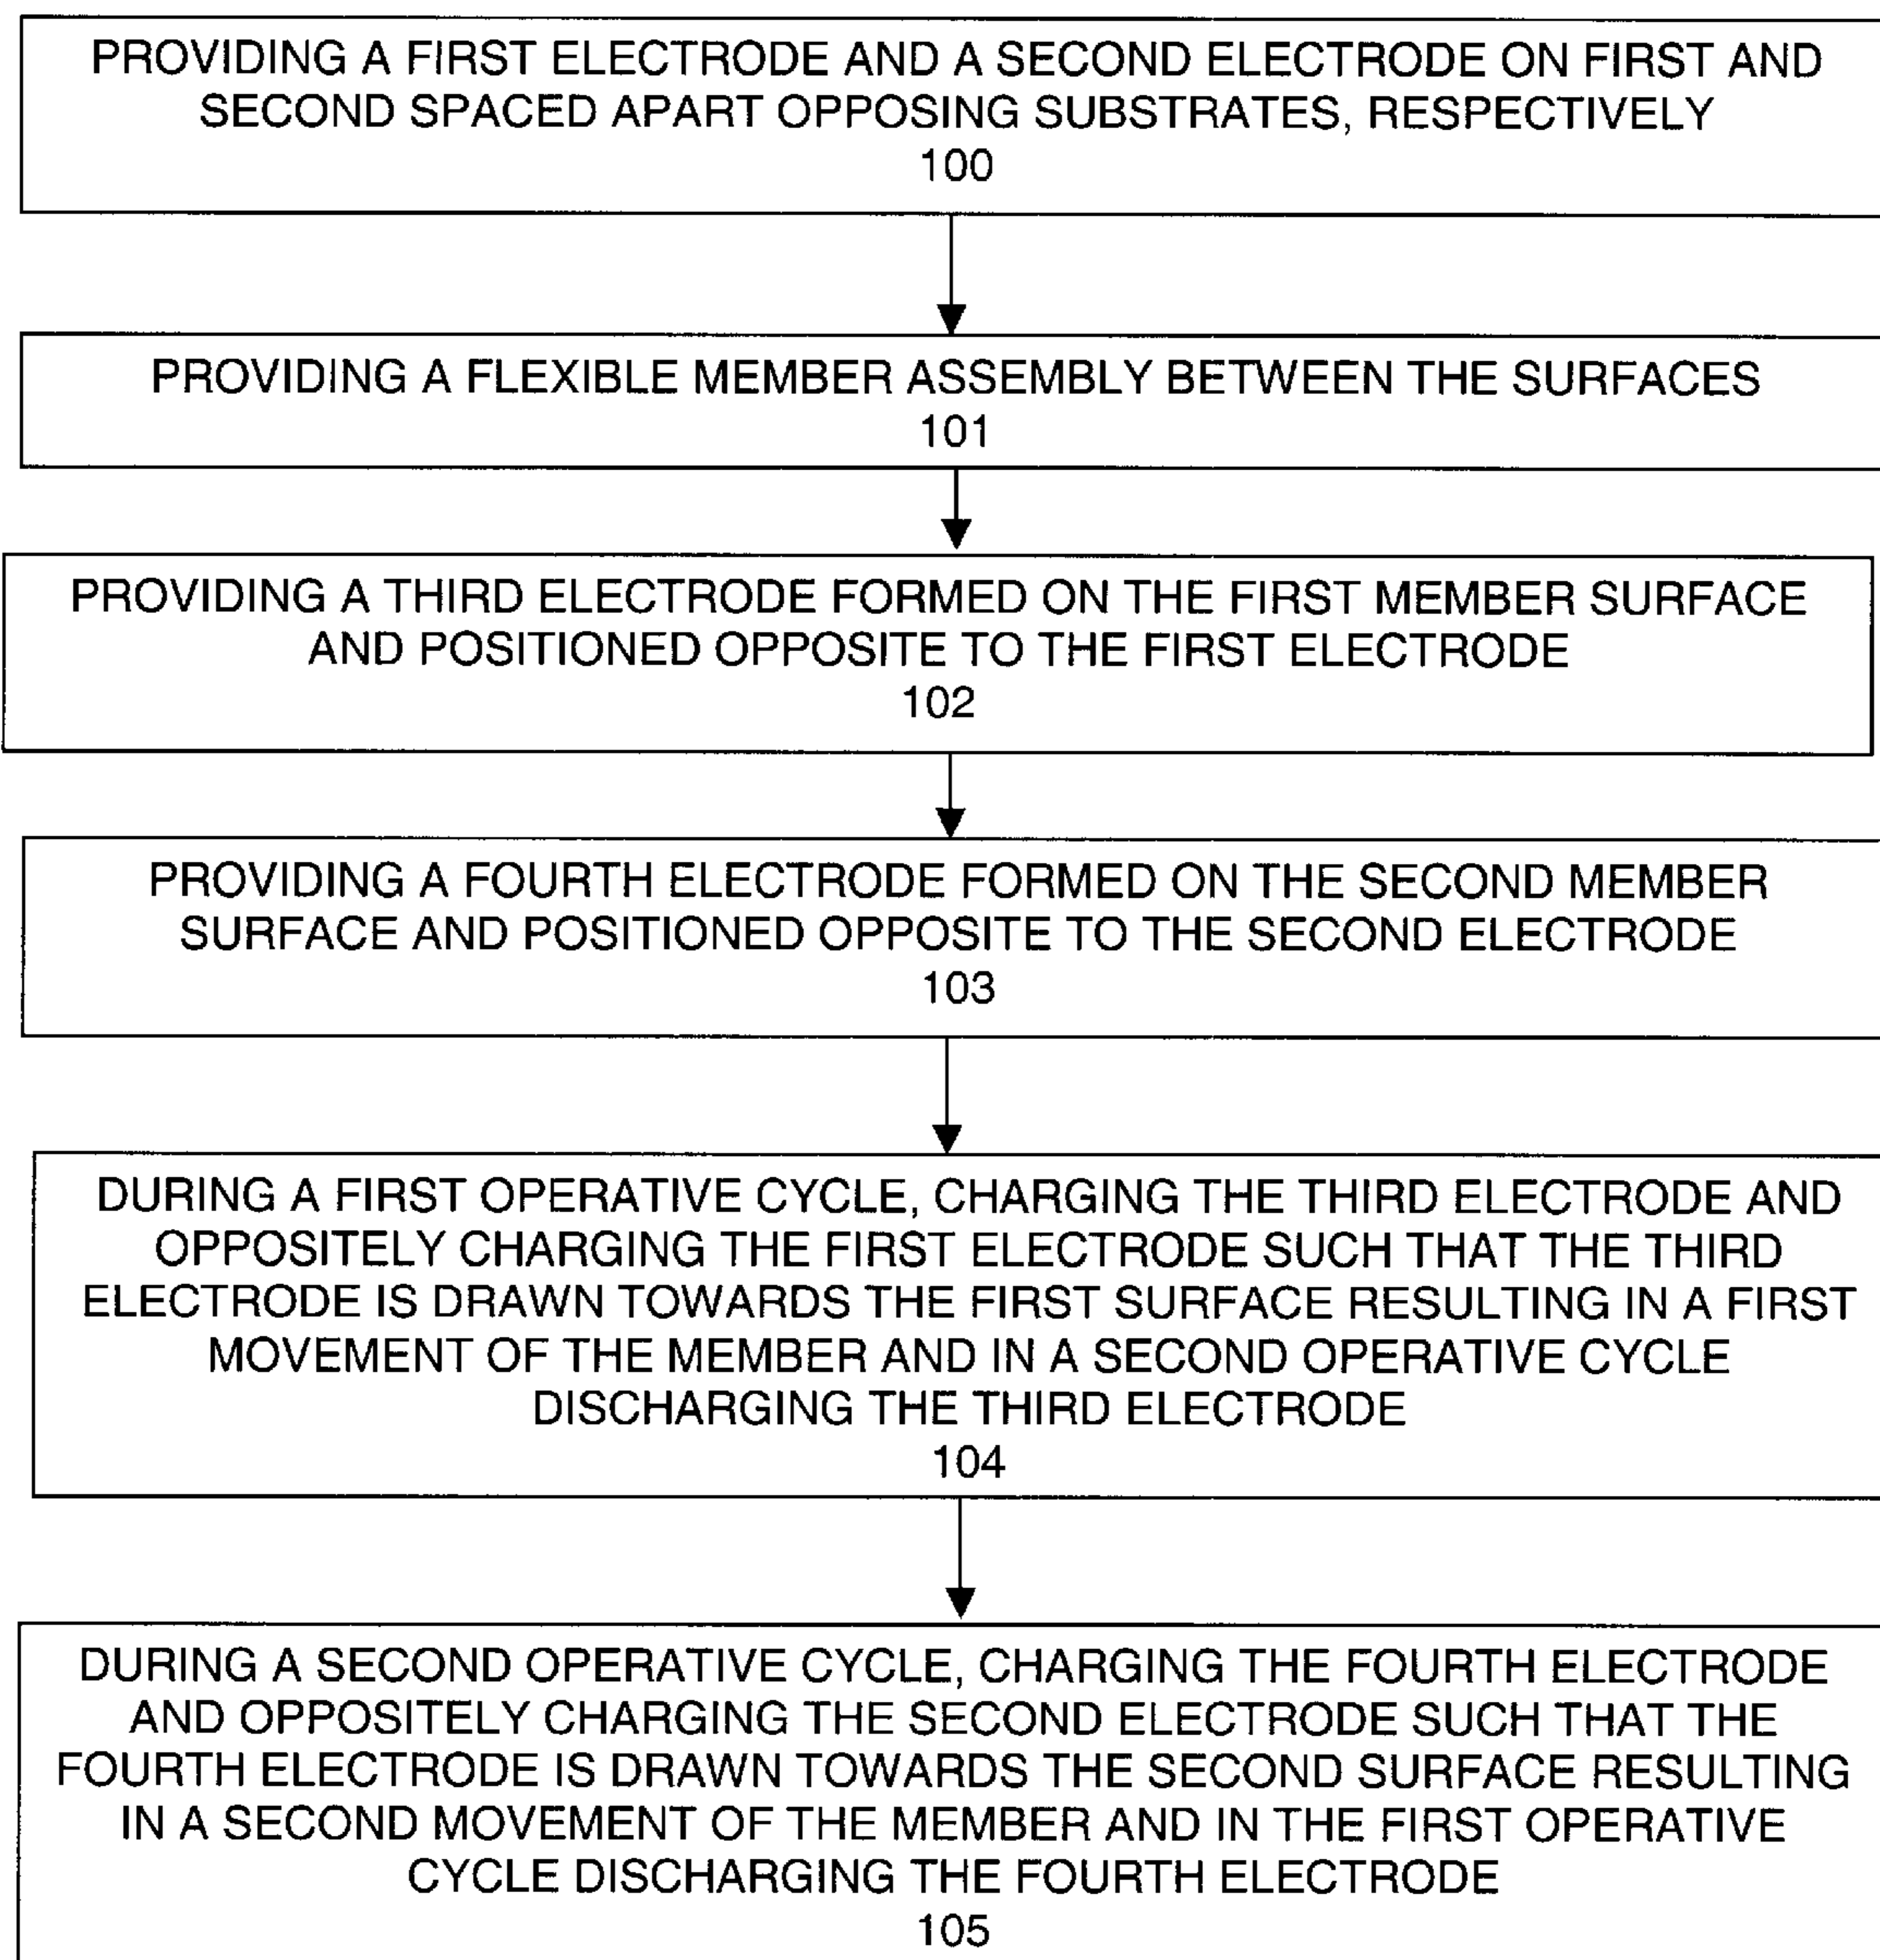 PROVIDING A FIRST ELECTRODE AND A SECOND ELECTRODE ON FIRST AND
SECOND SPACED APART OPPOSING SUBSTRATES, RESPECTIVELY
100
PROVIDING A FLEXIBLE MEMBER ASSEMBLY BETWEEN THE SURFACES
101
PROVIDING A THIRD ELECTRODE FORMED ON THE FIRST MEMBER SURFACE
AND POSITIONED OPPOSITE TO THE FIRST ELECTRODE
102
PROVIDING A FOURTH ELECTRODE FORMED ON THE SECOND MEMBER
SURFACE AND POSITIONED OPPOSITE TO THE SECOND ELECTRODE
103
DURING A FIRST OPERATIVE CYCLE, CHARGING THE THIRD ELECTRODE AND
OPPOSITELY CHARGING THE FIRST ELECTRODE SUCH THAT THE THIRD
ELECTRODE IS DRAWN TOWARDS THE FIRST SURFACE RESULTING IN A FIRST
MOVEMENT OF THE MEMBER AND IN A SECOND OPERATIVE CYCLE
DISCHARGING THE THIRD ELECTRODE
104
DURING A SECOND OPERATIVE CYCLE, CHARGING THE FOURTH ELECTRODE
AND OPPOSITELY CHARGING THE SECOND ELECTRODE SUCH THAT THE
FOURTH ELECTRODE IS DRAWN TOWARDS THE SECOND SURFACE RESULTING
IN A SECOND MOVEMENT OF THE MEMBER AND IN THE FIRST OPERATIVE
CYCLE DISCHARGING THE FOURTH ELECTRODE
105